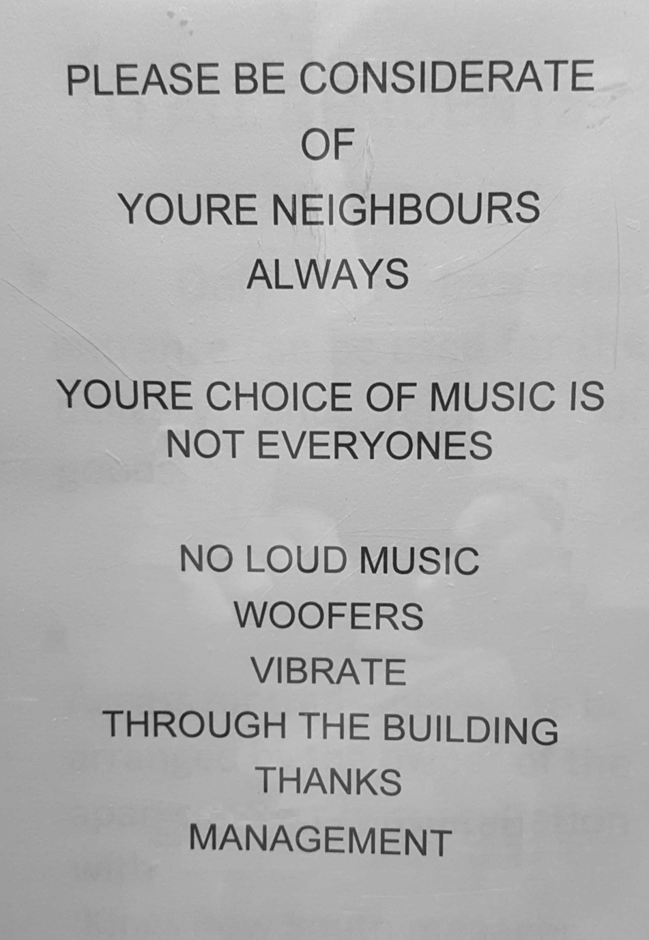 PLEASE BE CONSIDERATE
OF
YOURE NEIGHBOURS
ALWAYS
YOURE CHOICE OF MUSIC IS
NOT EVERYONES
NO LOUD MUSIC
WOOFERS
VIBRATE
THROUGH THE BUILDING
THANKS
MANAGEMENT